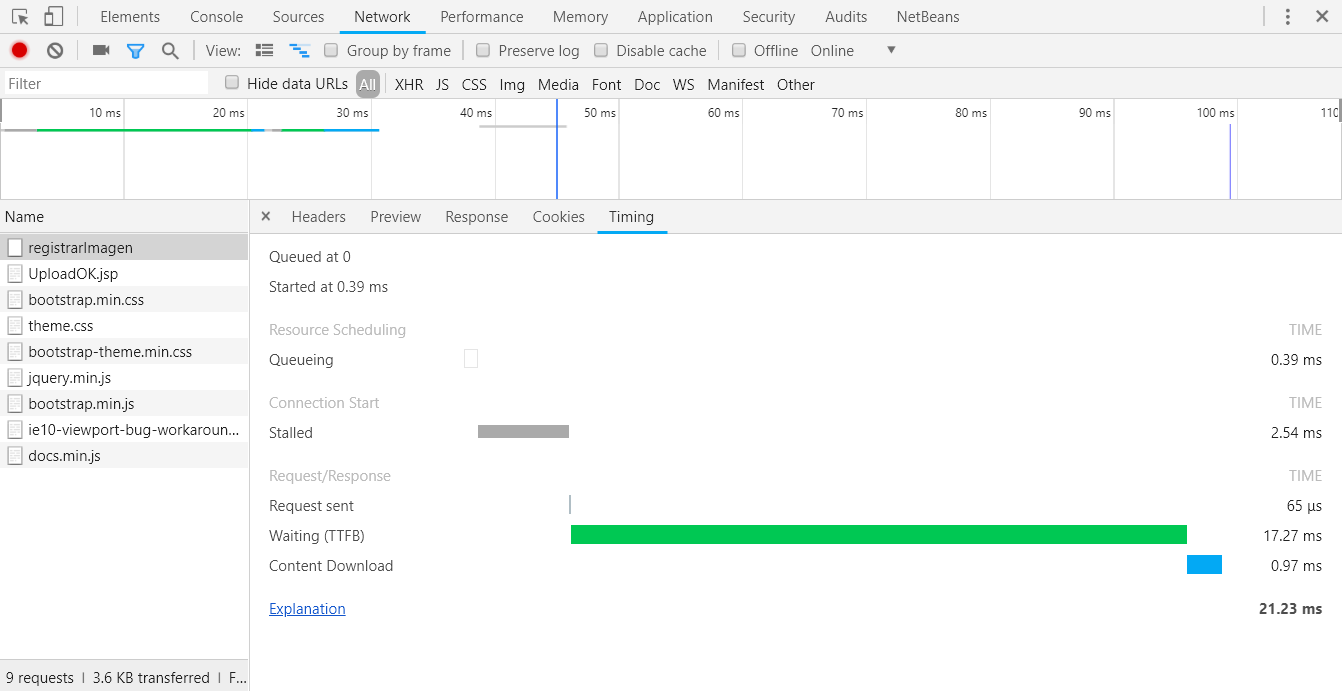 Elements Console Sources Network Performance Memory Application Security Audits NetBeans
View: Group by frame Preserve log Disable cache Offline Online
Filter Hide data URLs All XHR JS CSS Img Media Font Doc WS Manifest Other
10 ms 20 ms 30 ms 40 ms 50 ms 60 ms 70 ms 80 ms 90 ms 100 ms 110
Name
registrarImagen
UploadOK.jsp
bootstrap.min.css
theme.css
bootstrap-theme.min.css
jquery.min.js
bootstrap.min.js
ie10-viewport-bug-workaroun...
docs.min.js
9 requests | 3.6 KB transferred | F...
× Headers Preview Response Cookies Timing
Queued at 0
Started at 0.39 ms
Resource Scheduling TIME
Queueing 0.39 ms
Connection Start TIME
Stalled 2.54 ms
Request/Response TIME
Request sent 65 µs
Waiting (TTFB) 17.27 ms
Content Download 0.97 ms
Explanation 21.23 ms